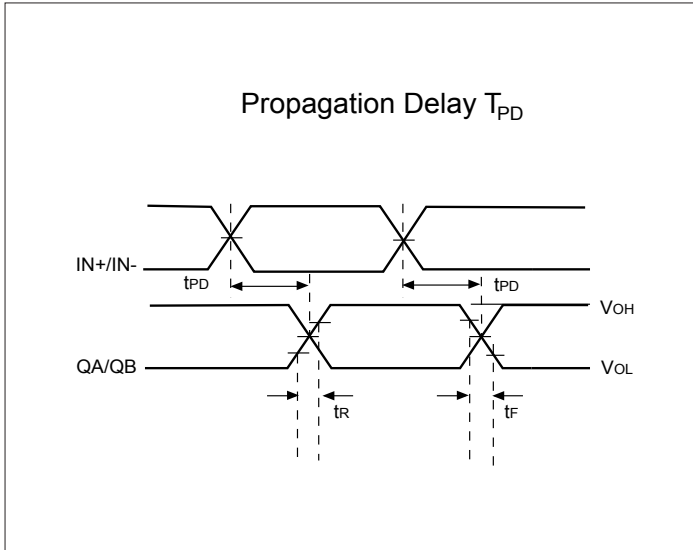 Propagation Delay TPD
IN+/IN-
tPD
tPD
VOH
QA/QB
VOL
tR
tF